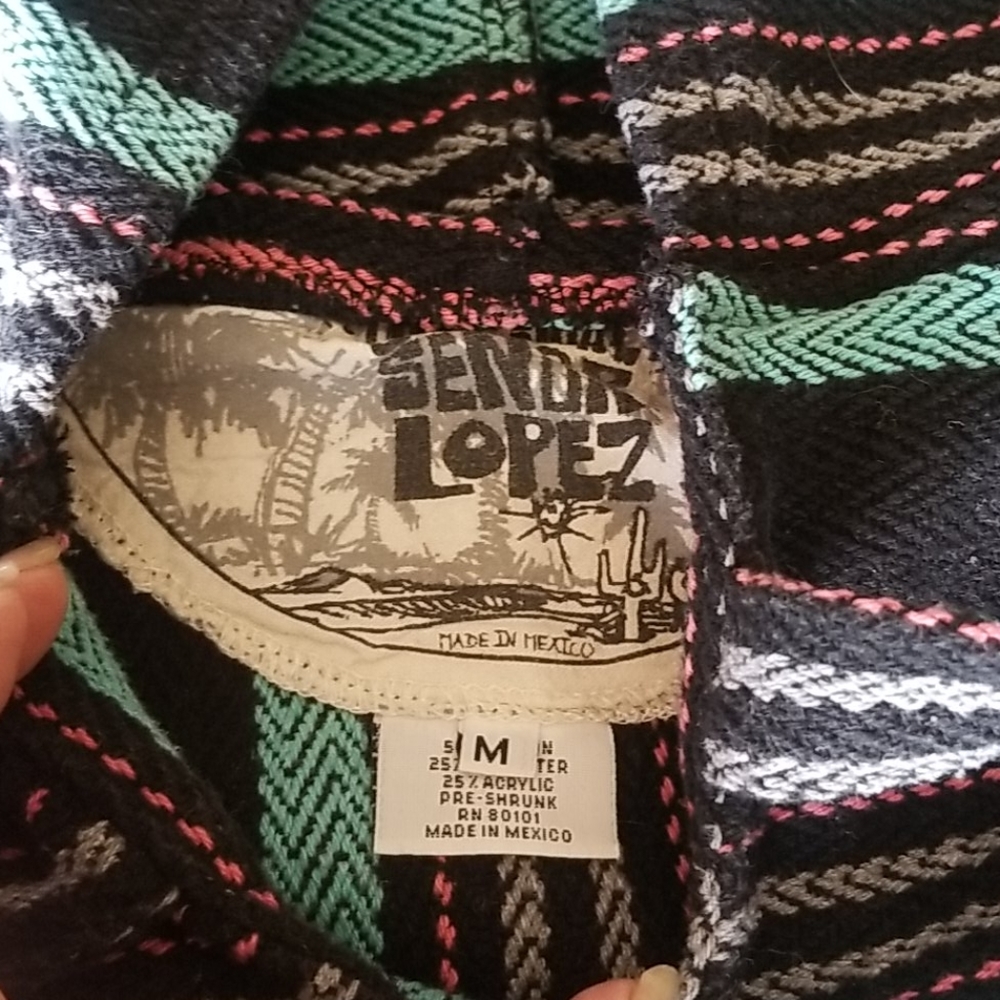 SENOR
LOPEZ
MADE IN MEXICO
M
25% ACRYLIC
PRE-SHRUNK
RN 80101
MADE IN MEXICO